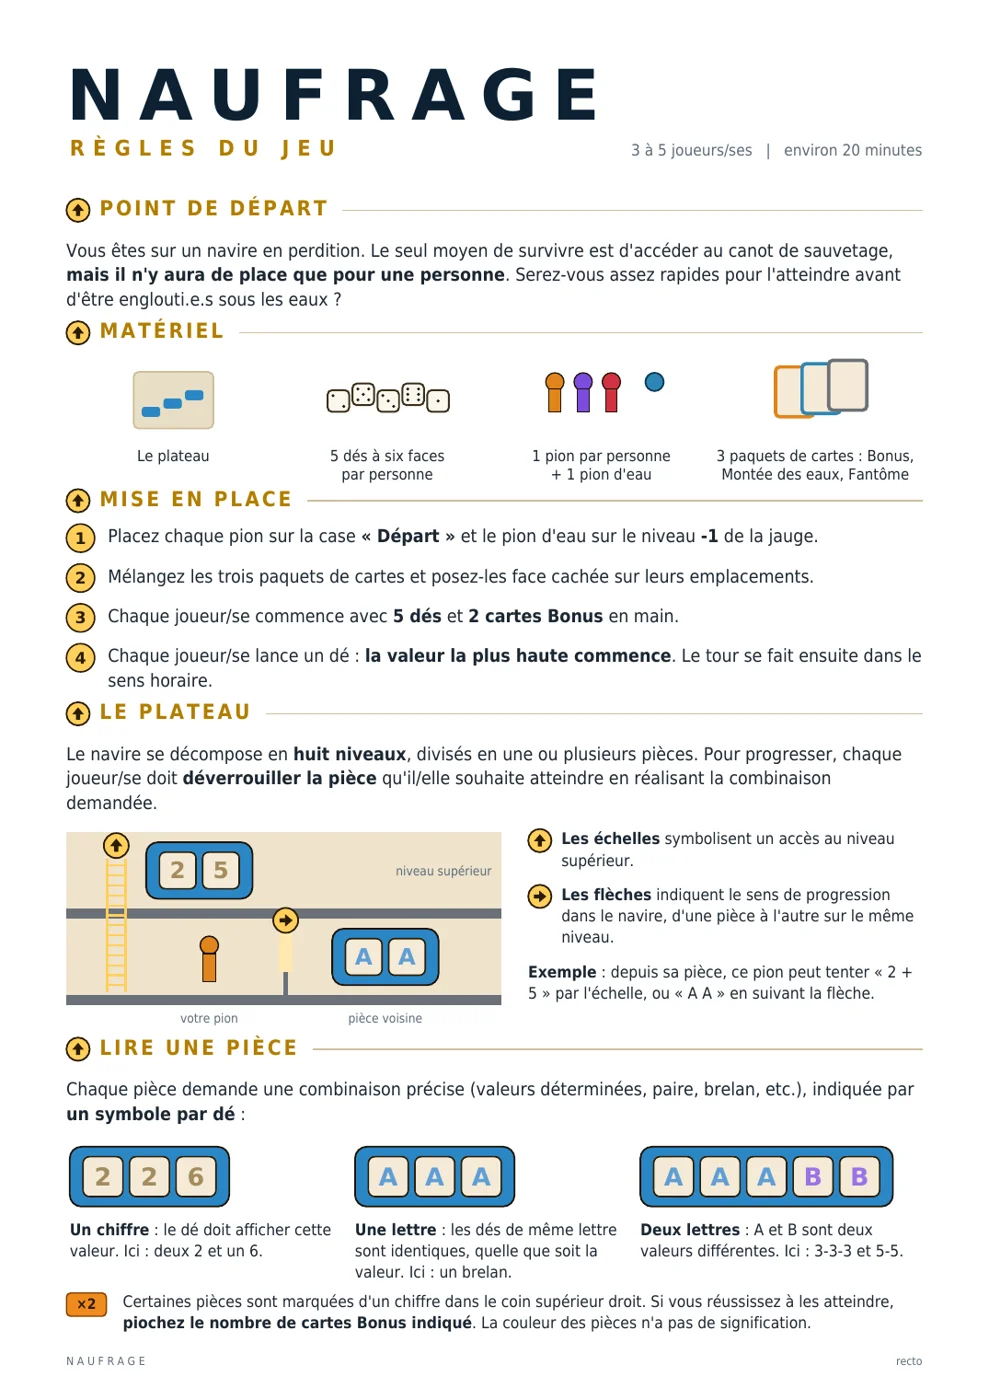 NAUFRAGE
RÈGLES DU JEU
3 à 5 joueurs/ses | environ 20 minutes
POINT DE DÉPART
Vous êtes sur un navire en perdition. Le seul moyen de survivre est d'accéder au canot de sauvetage,
mais il n'y aura de place que pour une personne. Serez-vous assez rapides pour l'atteindre avant
d'être englouti.e.s sous les eaux ?
MATÉRIEL
Le plateau
5 dés à six faces
par personne
1 pion par personne
+ 1 pion d'eau
3 paquets de cartes : Bonus,
Montée des eaux, Fantôme
MISE EN PLACE
1 Placez chaque pion sur la case « Départ » et le pion d'eau sur le niveau -1 de la jauge.
2 Mélangez les trois paquets de cartes et posez-les face cachée sur leurs emplacements.
3 Chaque joueur/se commence avec 5 dés et 2 cartes Bonus en main.
4 Chaque joueur/se lance un dé : la valeur la plus haute commence. Le tour se fait ensuite dans le
sens horaire.
LE PLATEAU
Le navire se décompose en huit niveaux, divisés en une ou plusieurs pièces. Pour progresser, chaque
joueur/se doit déverrouiller la pièce qu'il/elle souhaite atteindre en réalisant la combinaison
demandée.
2 5
niveau supérieur
A A
votre pion
pièce voisine
Les échelles symbolisent un accès au niveau
supérieur.
Les flèches indiquent le sens de progression
dans le navire, d'une pièce à l'autre sur le même
niveau.
Exemple : depuis sa pièce, ce pion peut tenter « 2 +
5 » par l'échelle, ou « A A » en suivant la flèche.
LIRE UNE PIÈCE
Chaque pièce demande une combinaison précise (valeurs déterminées, paire, brelan, etc.), indiquée par
un symbole par dé :
2 2 6
Un chiffre : le dé doit afficher cette
valeur. Ici : deux 2 et un 6.
A A A
Une lettre : les dés de même lettre
sont identiques, quelle que soit la
valeur. Ici : un brelan.
A A A B B
Deux lettres : A et B sont deux
valeurs différentes. Ici : 3-3-3 et 5-5.
×2
Certaines pièces sont marquées d'un chiffre dans le coin supérieur droit. Si vous réussissez à les atteindre,
piochez le nombre de cartes Bonus indiqué. La couleur des pièces n'a pas de signification.
NAUFRAGE
recto